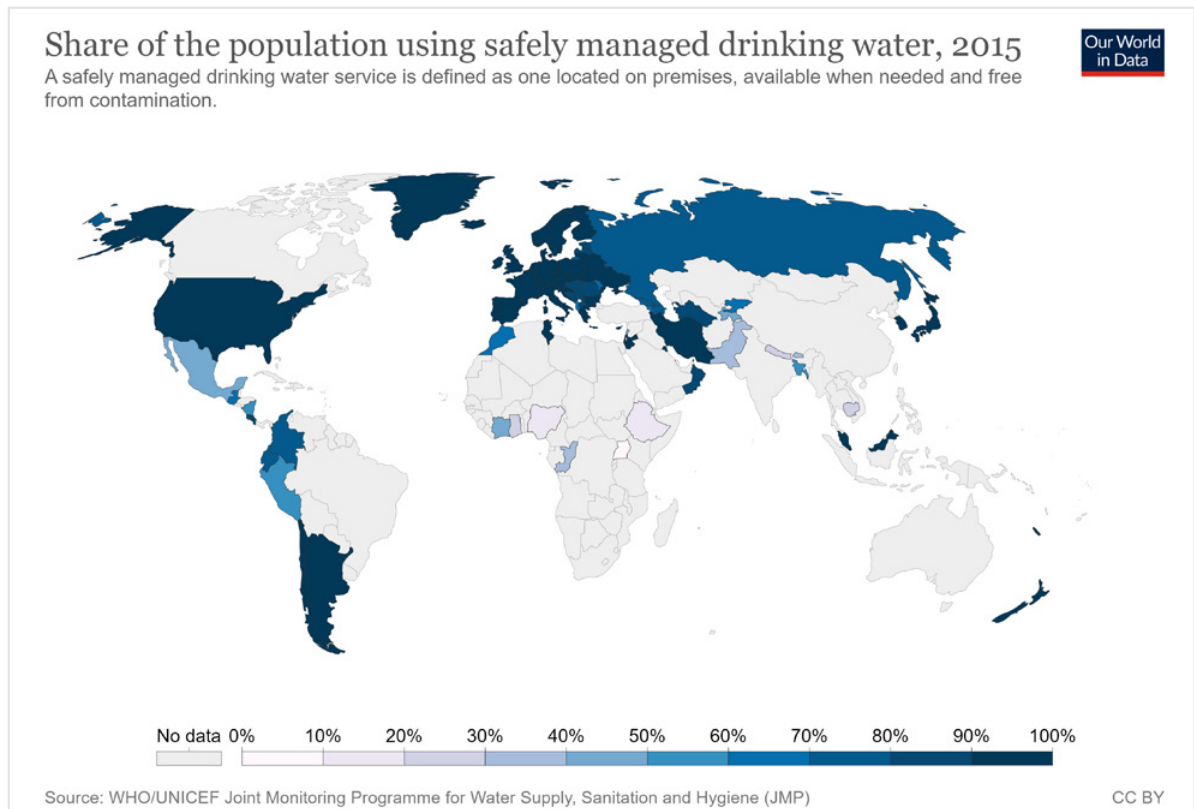 Share of the population using safely managed drinking water, 2015
Our World
in Data
A safely managed drinking water service is defined as one located on premises, available when needed and free
from contamination.
No data 0% 10% 20% 30% 40% 50% 60% 70% 80% 90% 100%
Source: WHO/UNICEF Joint Monitoring Programme for Water Supply, Sanitation and Hygiene (JMP)
CC BY